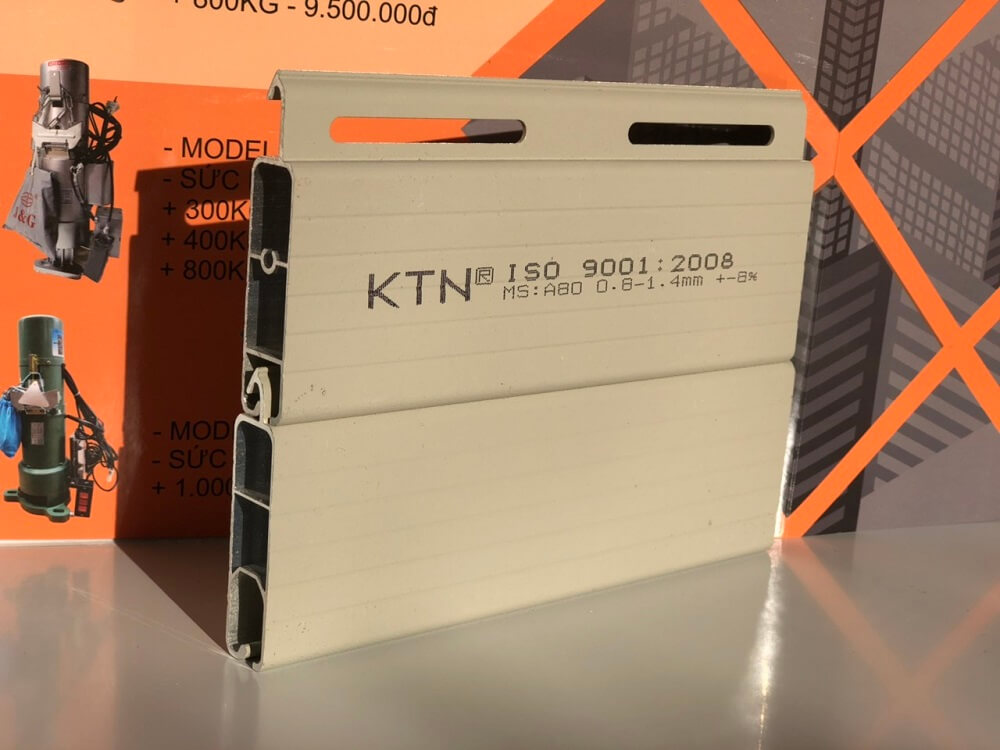 + 800KG - 9.500.000đ
- MODEL
- SỨC
+ 300K
+ 400K
+ 800K
J&G
KTN® ISO 9001:2008
MS:A80 0.8-1.4mm +-8%
- MOD
- SỨC
+ 1.000